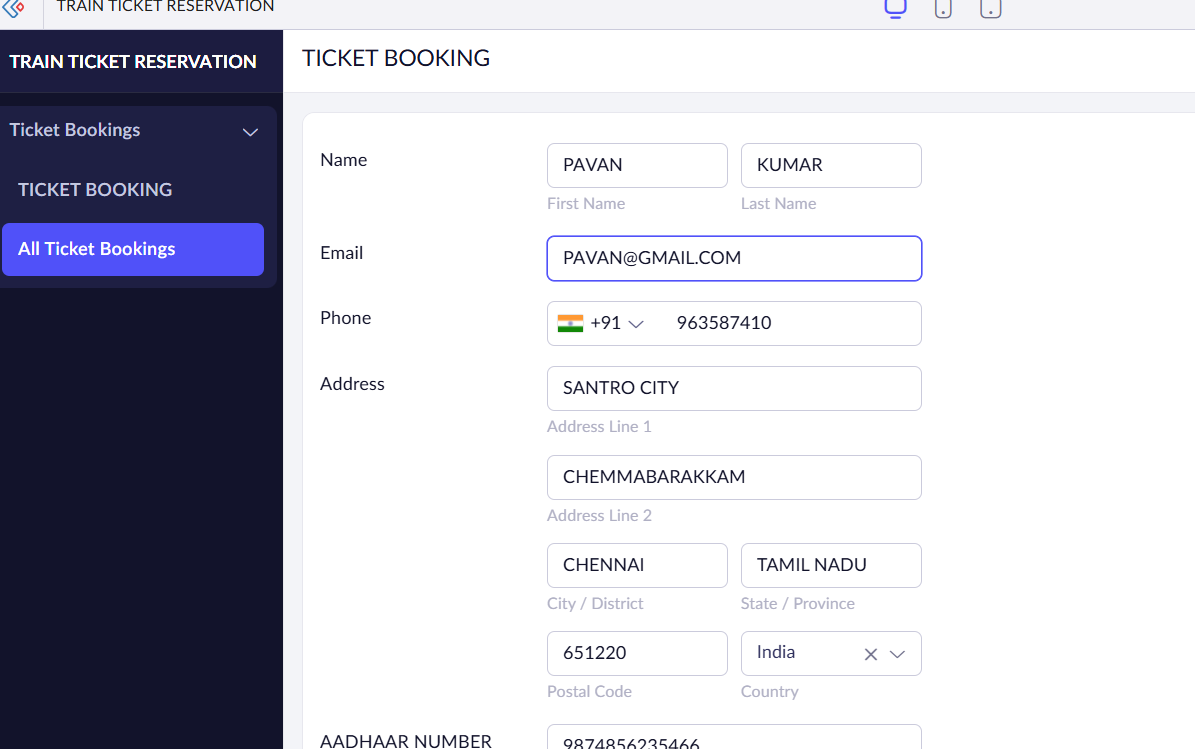 TRAIN TICKET RESERVATION
TRAIN TICKET RESERVATION
TICKET BOOKING
Ticket Bookings
TICKET BOOKING
All Ticket Bookings
Name
PAVAN
KUMAR
First Name
Last Name
Email
PAVAN@GMAIL.COM
Phone
+91
963587410
Address
SANTRO CITY
Address Line 1
CHEMMABARAKKAM
Address Line 2
CHENNAI
TAMIL NADU
City / District
State / Province
651220
India
Postal Code
Country
AADHAAR NUMBER
9874856235466